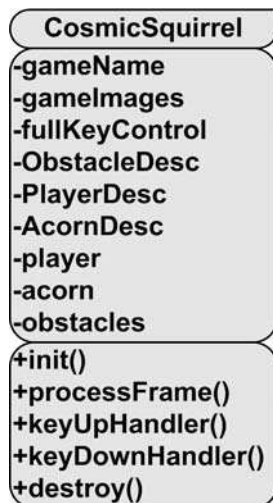 CosmicSquirrel
-gameName
-gameImages
-fullKeyControl
-ObstacleDesc
-PlayerDesc
-AcornDesc
-player
-acorn
-obstacles
+init()
+processFrame()
+keyUpHandler()
+keyDownHandler()
+destroy()